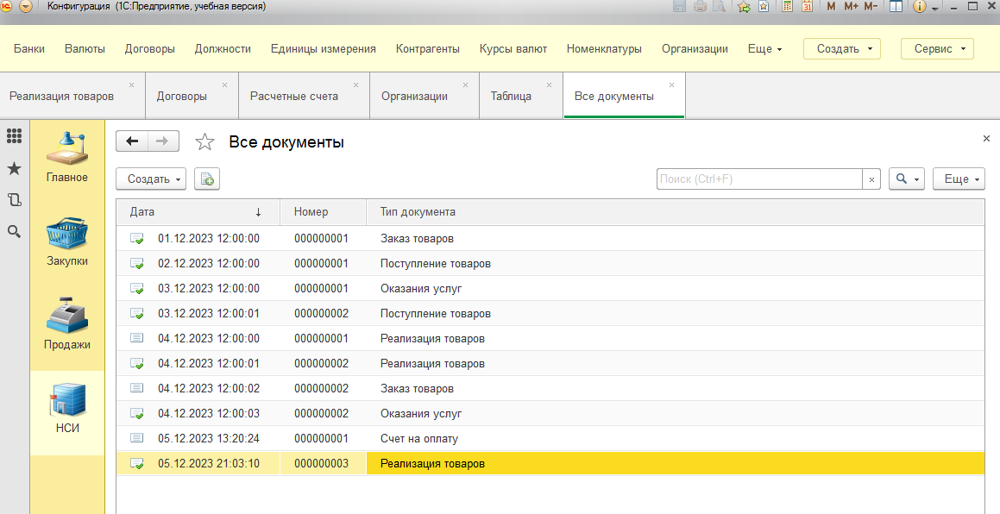 Конфигурация (1С:Предприятие, учебная версия)
M M+ M-
Банки Валюты Договоры Должности Единицы измерения Контрагенты Курсы валют Номенклатуры Организации Еще Создать Сервис
Реализация товаров Договоры Расчетные счета Организации Таблица Все документы
Все документы
Создать Поиск (Ctrl+F) Еще
Главное
Закупки
Продажи
НСИ
Дата Номер Тип документа
01.12.2023 12:00:00 000000001 Заказ товаров
02.12.2023 12:00:00 000000001 Поступление товаров
03.12.2023 12:00:00 000000001 Оказания услуг
03.12.2023 12:00:01 000000002 Поступление товаров
04.12.2023 12:00:00 000000001 Реализация товаров
04.12.2023 12:00:01 000000002 Реализация товаров
04.12.2023 12:00:02 000000002 Заказ товаров
04.12.2023 12:00:03 000000002 Оказания услуг
05.12.2023 13:20:24 000000001 Счет на оплату
05.12.2023 21:03:10 000000003 Реализация товаров